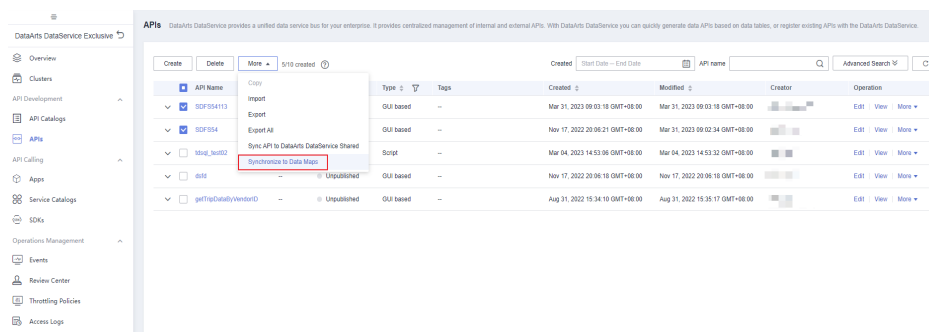 DataArts DataService Exclusive
Overview
Clusters
API Development
API Catalogs
APIs
API Calling
Apps
Service Catalogs
SDKs
Operations Management
Events
Review Center
Throttling Policies
Access Logs
APIs DataArts DataService provides a unified data service bus for your enterprise. It provides centralized management of internal and external APIs. With DataArts DataService you can quickly generate data APIs based on data tables, or register existing APIs with the DataArts DataService.
Create Delete More 5/10 created Created Start Date — End Date API name Advanced Search
API Name Type Tags Created Modified Creator Operation
Copy
Import
Export
Export All
Sync API to DataArts DataService Shared
Synchronize to Data Maps
SDFS54113 GUI based -- Mar 31, 2023 09:03:18 GMT+08:00 Mar 31, 2023 09:03:18 GMT+08:00 Edit View More
SDFS54 GUI based -- Nov 17, 2022 20:06:21 GMT+08:00 Mar 31, 2023 09:02:34 GMT+08:00 Edit View More
tdsql_test02 Script -- Mar 04, 2023 14:53:06 GMT+08:00 Mar 04, 2023 14:53:32 GMT+08:00 Edit View More
dsfd -- Unpublished GUI based -- Nov 17, 2022 20:06:18 GMT+08:00 Nov 17, 2022 20:06:18 GMT+08:00 Edit View More
getTripDataByVendorID -- Unpublished GUI based -- Aug 31, 2022 15:34:10 GMT+08:00 Aug 31, 2022 15:35:17 GMT+08:00 Edit View More